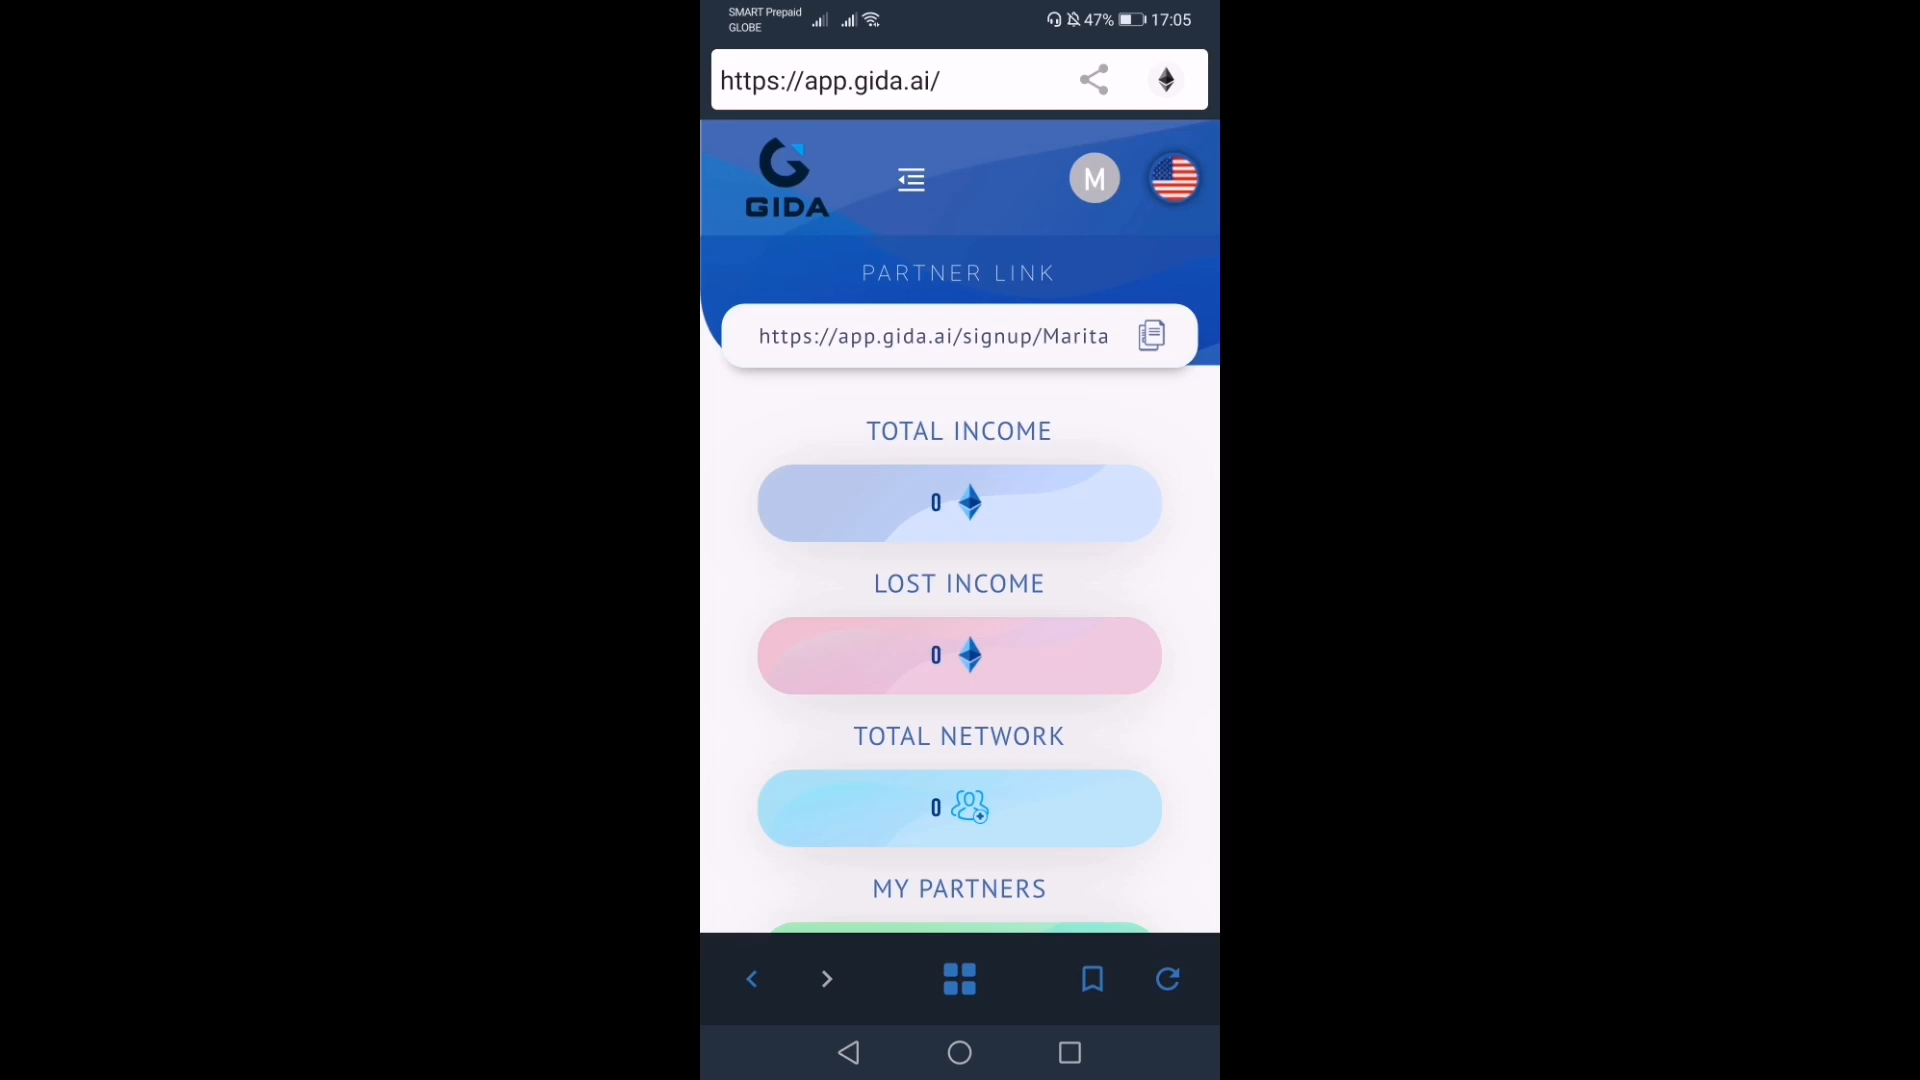 SMART Prepaid
GLOBE
47% 17:05
https://app.gida.ai/
GIDA
M
PARTNER LINK
https://app.gida.ai/signup/Marita
TOTAL INCOME
0
LOST INCOME
0
TOTAL NETWORK
0
MY PARTNERS